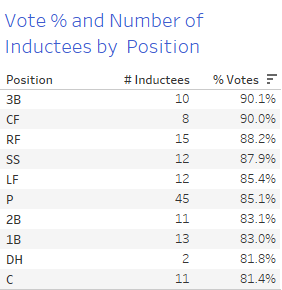 Vote % and Number of
Inductees by Position
Position # Inductees % Votes
3B 10 90.1%
CF 8 90.0%
RF 15 88.2%
SS 12 87.9%
LF 12 85.4%
P 45 85.1%
2B 11 83.1%
1B 13 83.0%
DH 2 81.8%
C 11 81.4%